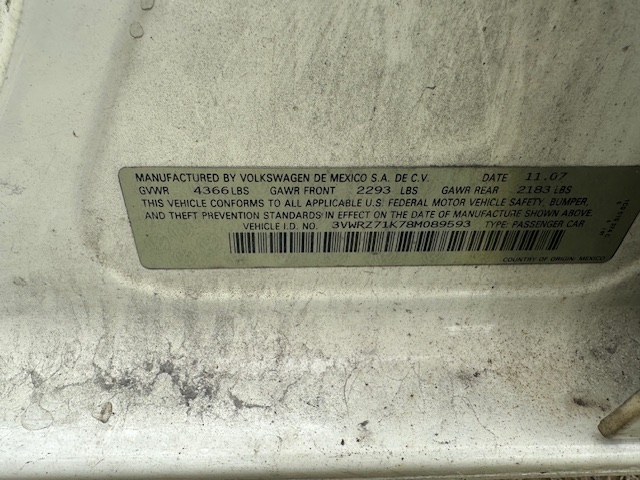 MANUFACTURED BY VOLKSWAGEN DE MEXICO S.A. DE C.V. DATE 11.07
GVWR 4366 LBS GAWR FRONT 2293 LBS GAWR REAR 2183 LBS
THIS VEHICLE CONFORMS TO ALL APPLICABLE U.S. FEDERAL MOTOR VEHICLE SAFETY, BUMPER,
AND THEFT PREVENTION STANDARDS IN EFFECT ON THE DATE OF MANUFACTURE SHOWN ABOVE.
VEHICLE I.D. NO. 3VWRZ71K78M089593 TYPE: PASSENGER CAR
COUNTRY OF ORIGIN: MEXICO